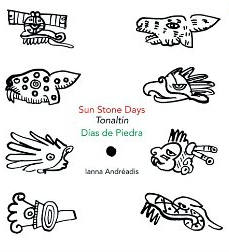 Sun Stone Days
Tonaltin
Días de Piedra
Ianna Andréadis